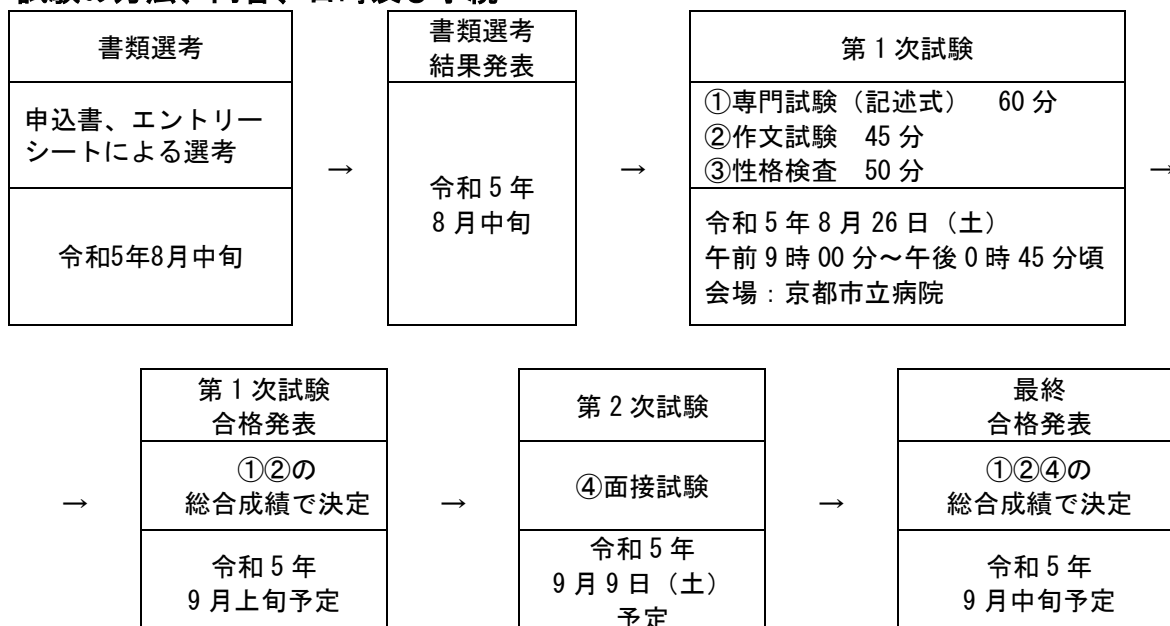 書類選考
申込書、エントリー
シートによる選考
令和5年8月中旬
→
書類選考
結果発表
令和5年
8月中旬
→
第1次試験
①専門試験（記述式）　60分
②作文試験　45分
③性格検査　50分
令和5年8月26日（土）
午前9時00分～午後0時45分頃
会場：京都市立病院
→
→
第1次試験
合格発表
①②の
総合成績で決定
令和5年
9月上旬予定
→
第2次試験
④面接試験
令和5年
9月9日（土）
予定
→
最終
合格発表
①②④の
総合成績で決定
令和5年
9月中旬予定